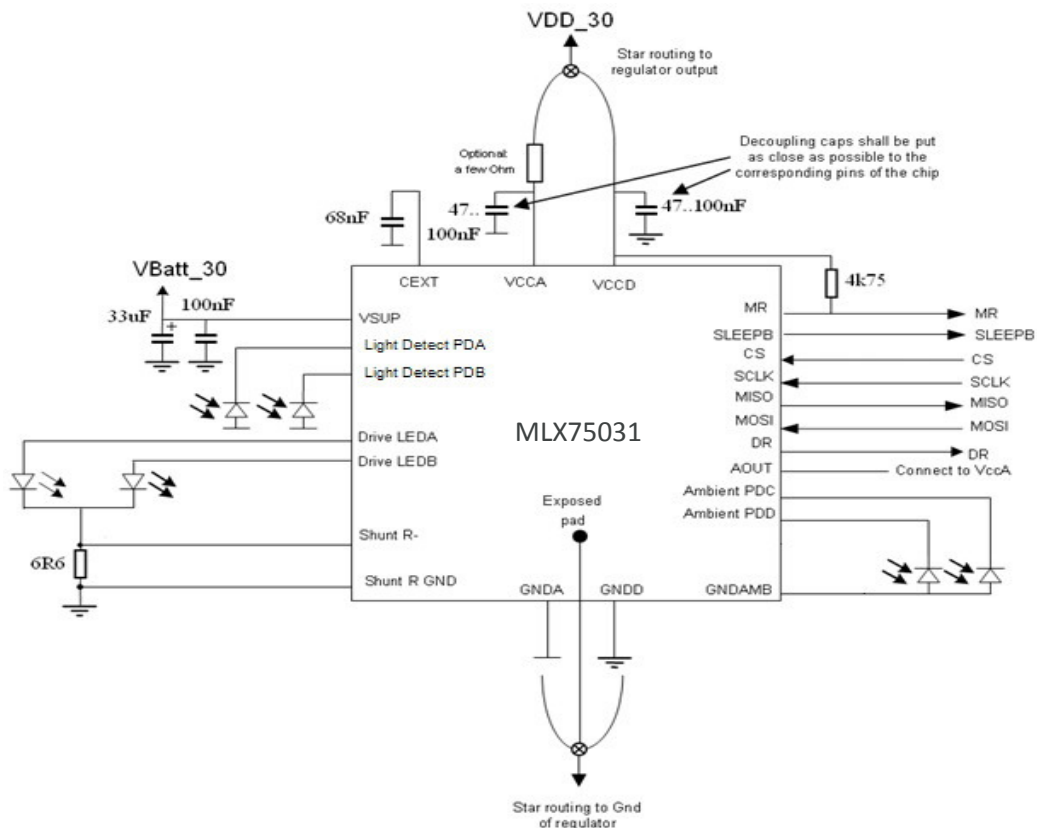 VDD_30
Star routing to
regulator output
Optional:
a few Ohm
Decoupling caps shall be put
as close as possible to the
corresponding pins of the chip
68nF
47..
100nF
47..100nF
VBatt_30
33uF
+
100nF
4k75
CEXT
VCCA
VCCD
VSUP
Light Detect PDA
Light Detect PDB
Drive LEDA
Drive LEDB
Shunt R-
Shunt R GND
6R6
MLX75031
Exposed
pad
MR
SLEEPB
CS
SCLK
MISO
MOSI
DR
AOUT
Ambient PDC
Ambient PDD
GNDAMB
MR
SLEEPB
CS
SCLK
MISO
MOSI
DR
Connect to VccA
GNDA
GNDD
Star routing to Gnd
of regulator